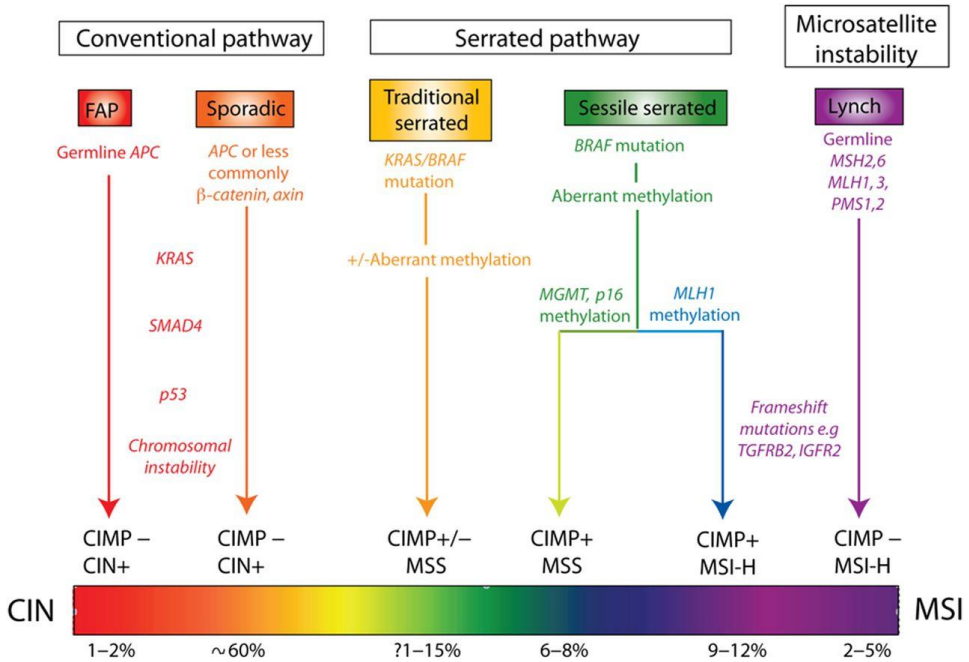 Conventional pathway
Serrated pathway
Microsatellite
instability
FAP
Sporadic
Traditional
serrated
Sessile serrated
Lynch
Germline APC
APC or less
commonly
β-catenin, axin
KRAS/BRAF
mutation
BRAF mutation
Aberrant methylation
Germline
MSH2,6
MLH1, 3,
PMS1,2
KRAS
+/-Aberrant methylation
SMAD4
MGMT, p16
methylation
MLH1
methylation
p53
Chromosomal
instability
Frameshift
mutations e.g
TGFRB2, IGFR2
CIMP –
CIN+
CIMP –
CIN+
CIMP+/–
MSS
CIMP+
MSS
CIMP+
MSI-H
CIMP –
MSI-H
CIN
MSI
1–2%
~60%
?1–15%
6–8%
9–12%
2–5%